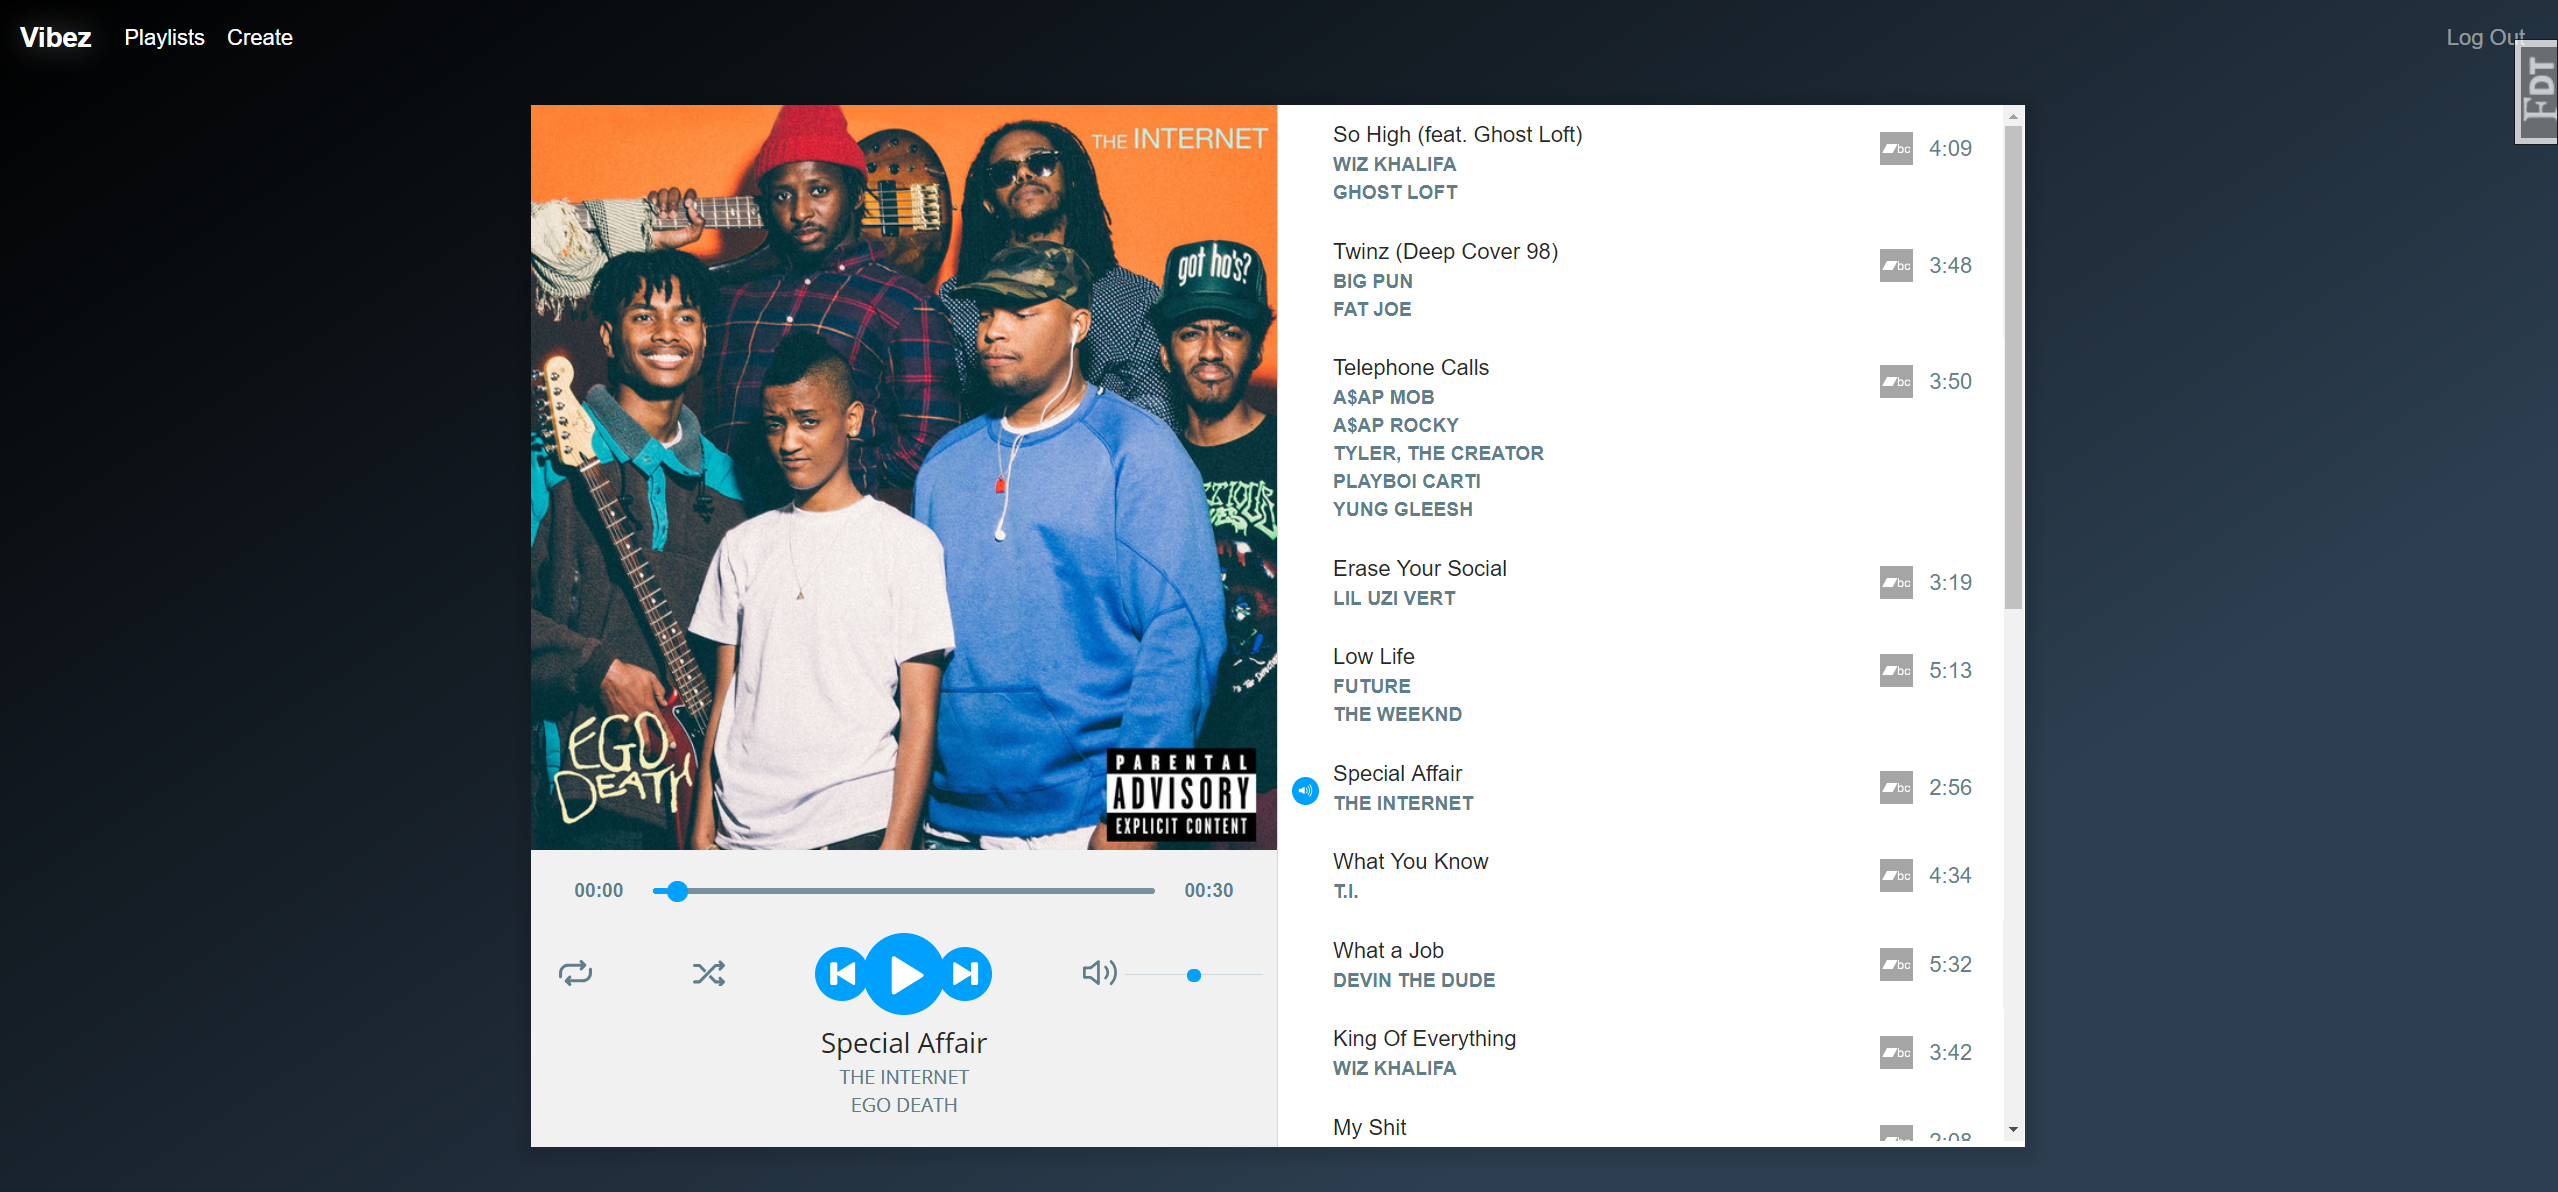 Vibez
Playlists
Create
Log Out
FDT
THE INTERNET
got ho's?
EGO
DEATH
PARENTAL
ADVISORY
EXPLICIT CONTENT
00:00
00:30
Special Affair
THE INTERNET
EGO DEATH
So High (feat. Ghost Loft)
bc 4:09
WIZ KHALIFA
GHOST LOFT
Twinz (Deep Cover 98)
bc 3:48
BIG PUN
FAT JOE
Telephone Calls
bc 3:50
A$AP MOB
A$AP ROCKY
TYLER, THE CREATOR
PLAYBOI CARTI
YUNG GLEESH
Erase Your Social
bc 3:19
LIL UZI VERT
Low Life
bc 5:13
FUTURE
THE WEEKND
Special Affair
bc 2:56
THE INTERNET
What You Know
bc 4:34
T.I.
What a Job
bc 5:32
DEVIN THE DUDE
King Of Everything
bc 3:42
WIZ KHALIFA
My Shit
bc 2:08